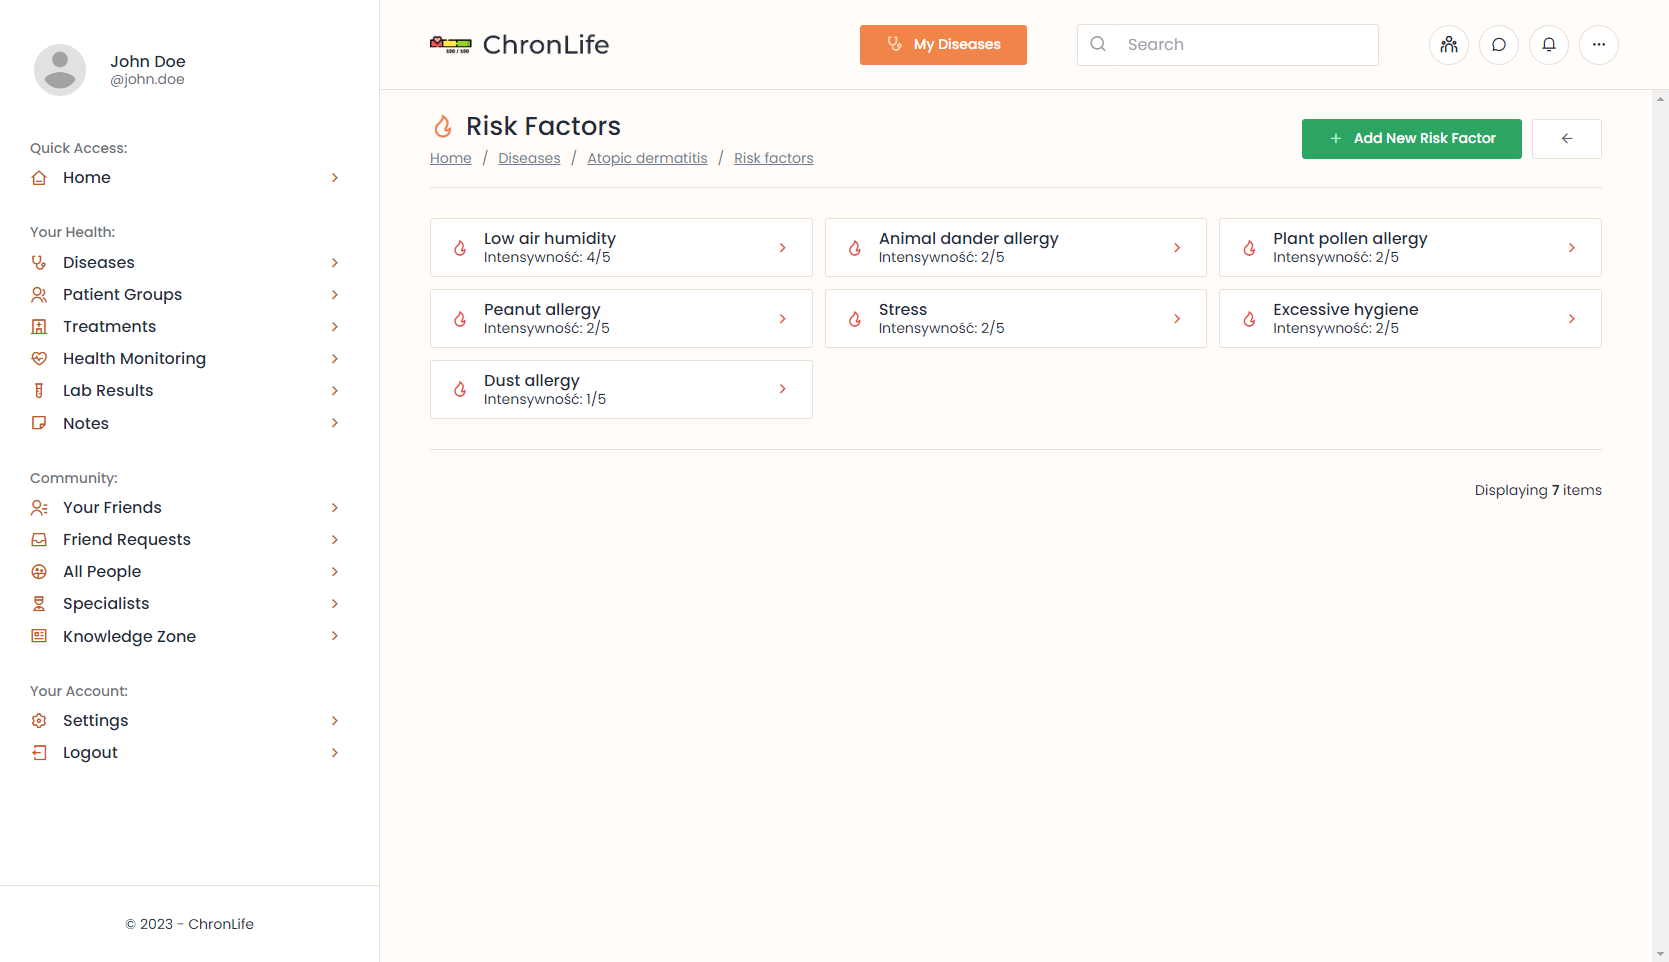 John Doe
@john.doe
Quick Access:
Home
Your Health:
Diseases
Patient Groups
Treatments
Health Monitoring
Lab Results
Notes
Community:
Your Friends
Friend Requests
All People
Specialists
Knowledge Zone
Your Account:
Settings
Logout
© 2023 - ChronLife
100 / 100
ChronLife
My Diseases
Search
Risk Factors
Home / Diseases / Atopic dermatitis / Risk factors
+ Add New Risk Factor
Low air humidity
Intensywność: 4/5
Animal dander allergy
Intensywność: 2/5
Plant pollen allergy
Intensywność: 2/5
Peanut allergy
Intensywność: 2/5
Stress
Intensywność: 2/5
Excessive hygiene
Intensywność: 2/5
Dust allergy
Intensywność: 1/5
Displaying 7 items